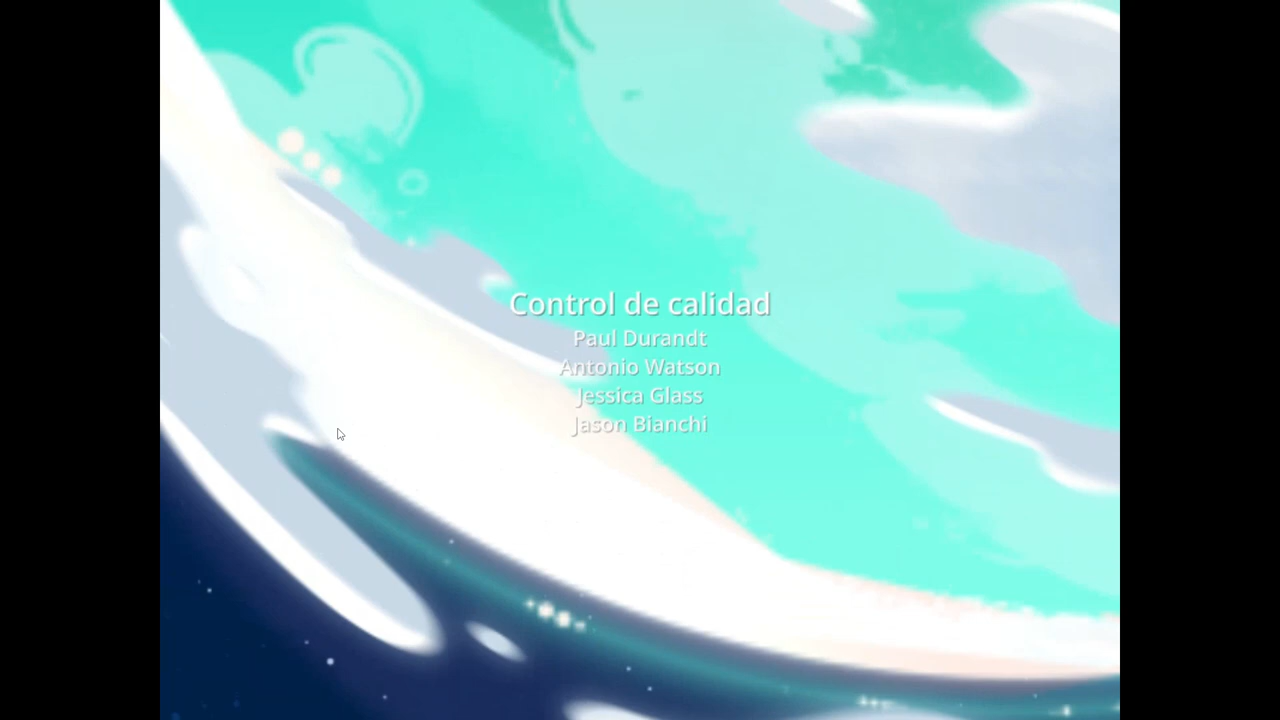 Control de calidad
Paul Durandt
Antonio Watson
Jessica Glass
Jason Bianchi